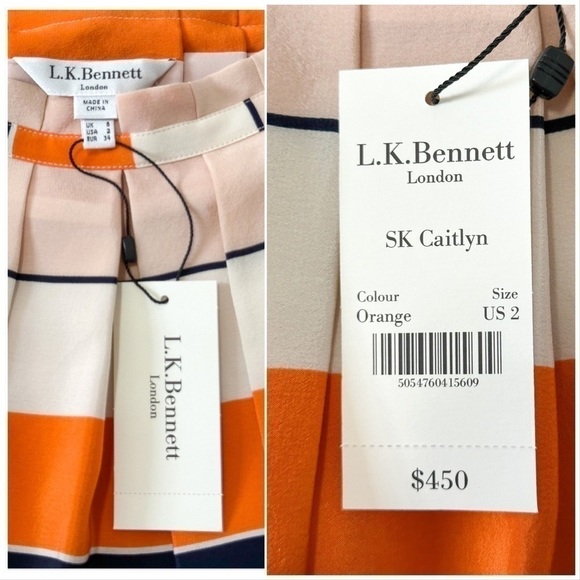 L.K.Bennett
London
MADE IN
CHINA
UK 6
USA 2
EUR 34
L.K.Bennett
London
L.K.Bennett
London
SK Caitlyn
Colour Size
Orange US 2
5054760415609
$450